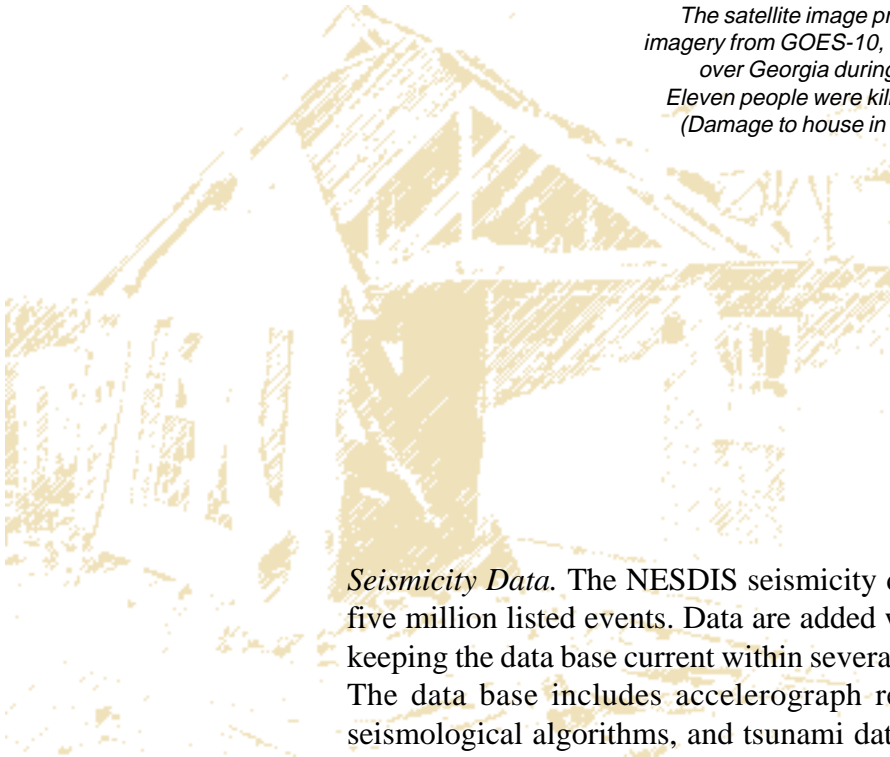 The satellite image pr
imagery from GOES-10,
over Georgia during
Eleven people were kil
(Damage to house in
Seismicity Data. The NESDIS seismicity
five million listed events. Data are added
keeping the data base current within severa
The data base includes accelerograph re
seismological algorithms, and tsunami dat